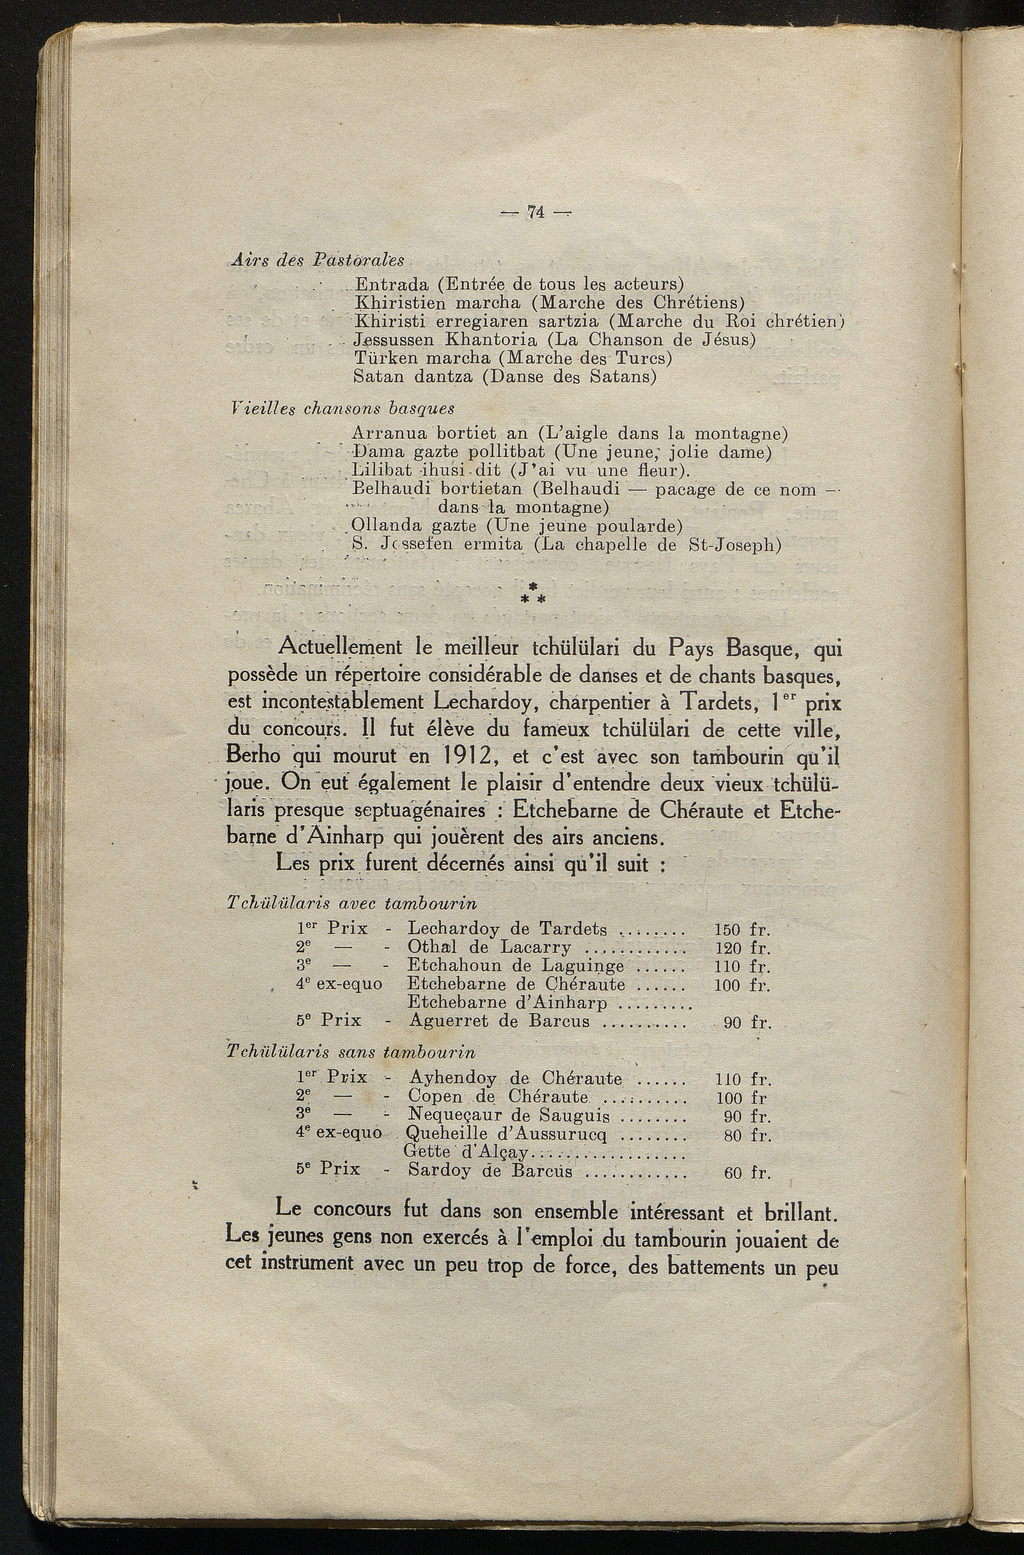 — 74 —
Airs des Pastorales
Entrada (Entrée de tous les acteurs)
Khiristien marcha (Marche des Chrétiens)
Khiristi erregiaren sartzia (Marche du Roi chrétien)
Jessussen Khantoria (La Chanson de Jésus)
Türken marcha (Marche des Turcs)
Satan dantza (Danse des Satans)
Vieilles chansons basques
Arranua bortiet an (L'aigle dans la montagne)
Dama gazte pollitbat (Une jeune, jolie dame)
Lilibat ihusi dit (J'ai vu une fleur).
Belhaudi bortietan (Belhaudi — pacage de ce nom —
dans la montagne)
Ollanda gazte (Une jeune poularde)
S. Jossefen ermita (La chapelle de St-Joseph)
*
* *
Actuellement le meilleur tchülülari du Pays Basque, qui
possède un répertoire considérable de danses et de chants basques,
est incontestablement Lechardoy, charpentier à Tardets, 1er prix
du concours. Il fut élève du fameux tchülülari de cette ville,
Berho qui mourut en 1912, et c'est avec son tambourin qu'il
joue. On eut également le plaisir d'entendre deux vieux tchülü-
laris presque septuagénaires : Etchebarne de Chéraute et Etche-
barne d'Ainharp qui jouèrent des airs anciens.
Les prix furent décernés ainsi qu'il suit :
Tchülülaris avec tambourin
1er Prix - Lechardoy de Tardets ........ 150 fr.
2e — - Othal de Lacarry ............ 120 fr.
3e — - Etchahoun de Laguinge ...... 110 fr.
4e ex-equo Etchebarne de Chéraute ...... 100 fr.
Etchebarne d'Ainharp .........
5e Prix - Aguerret de Barcus .......... 90 fr.
Tchülülaris sans tambourin
1er Prix - Ayhendoy de Chéraute ...... 110 fr.
2e — - Copen de Chéraute .......... 100 fr
3e — - Nequeçaur de Sauguis ........ 90 fr.
4e ex-equo Queheille d'Aussurucq ........ 80 fr.
Gette d'Alçay..................
5e Prix - Sardoy de Barcus ............ 60 fr.
Le concours fut dans son ensemble intéressant et brillant.
Les jeunes gens non exercés à l'emploi du tambourin jouaient de
cet instrument avec un peu trop de force, des battements un peu